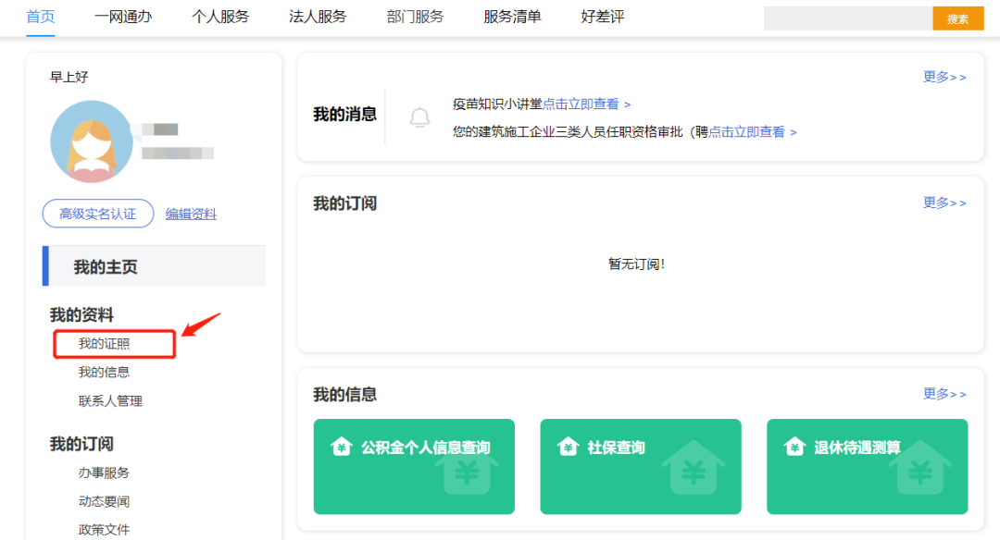 首页 一网通办 个人服务 法人服务 部门服务 服务清单 好差评 搜索
早上好
高级实名认证 编辑资料
我的主页
我的资料
我的证照
我的信息
联系人管理
我的订阅
办事服务
动态要闻
政策文件
更多>>
我的消息
疫苗知识小讲堂点击立即查看 >
您的建筑施工企业三类人员任职资格审批（聘点击立即查看 >
我的订阅 更多>>
暂无订阅!
我的信息 更多>>
公积金个人信息查询 社保查询 退休待遇测算